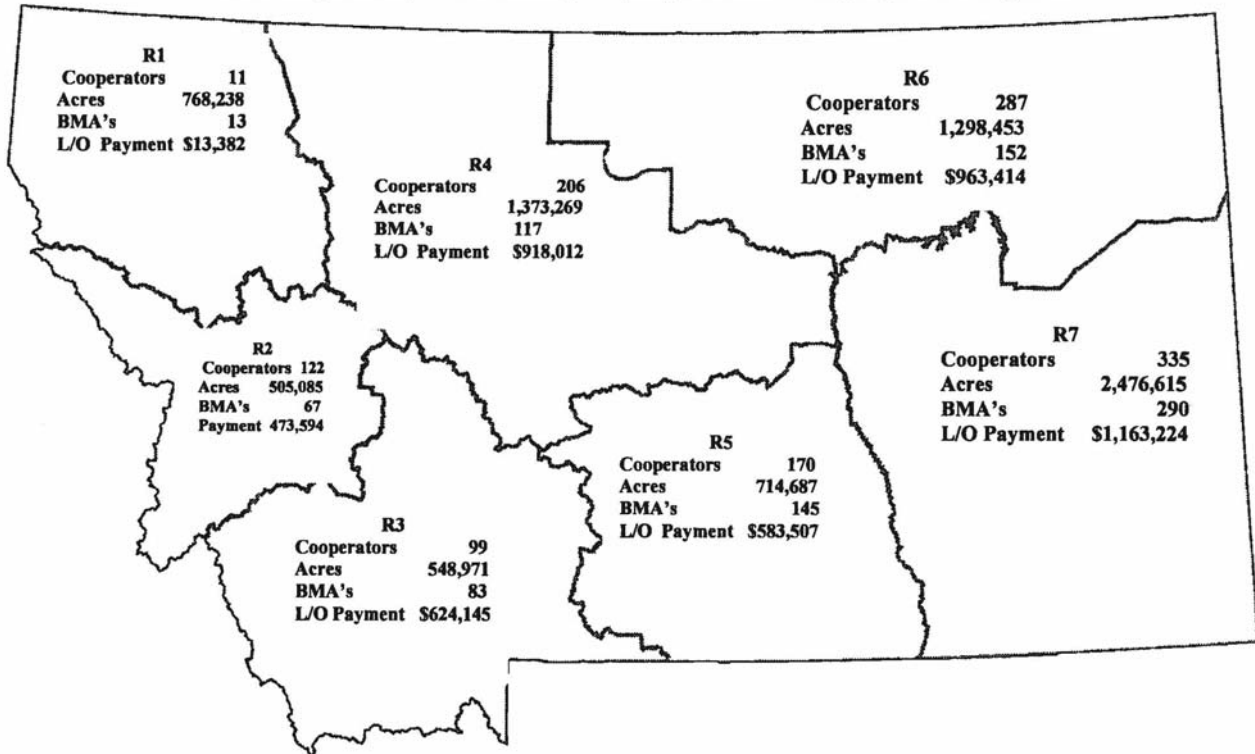 R1
Cooperators 11
Acres 768,238
BMA's 13
L/O Payment $13,382
R6
Cooperators 287
Acres 1,298,453
BMA's 152
L/O Payment $963,414
R4
Cooperators 206
Acres 1,373,269
BMA's 117
L/O Payment $918,012
R7
Cooperators 335
Acres 2,476,615
BMA's 290
L/O Payment $1,163,224
R2
Cooperators 122
Acres 505,085
BMA's 67
Payment 473,594
R5
Cooperators 170
Acres 714,687
BMA's 145
L/O Payment $583,507
R3
Cooperators 99
Acres 548,971
BMA's 83
L/O Payment $624,145